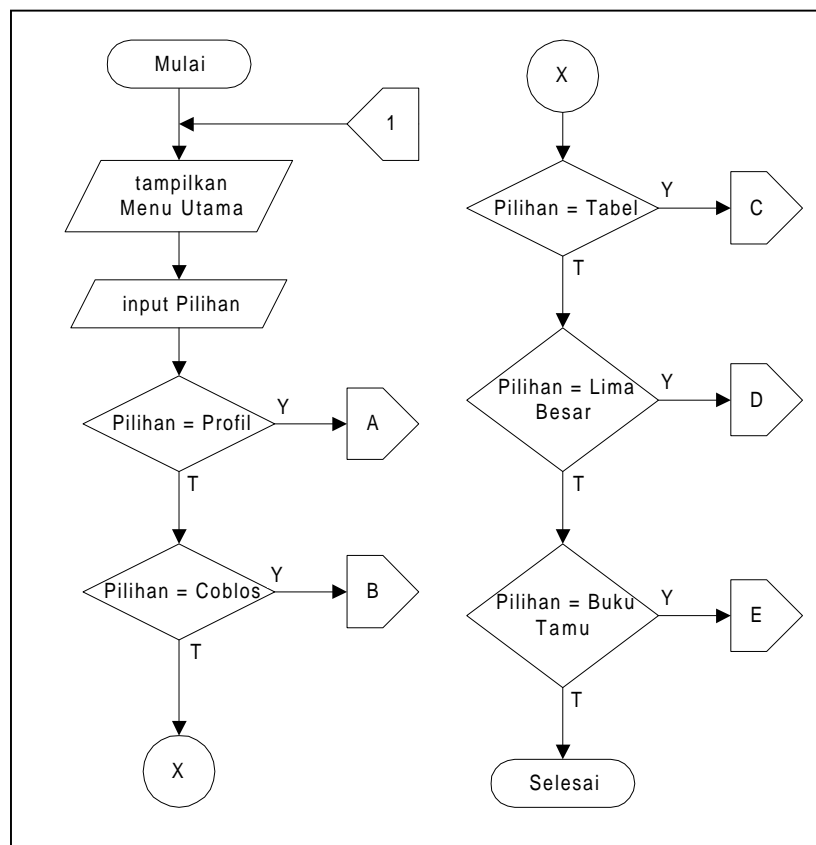 Mulai
1
tampilkan
Menu Utama
input Pilihan
Pilihan = Profil
Y
A
T
Pilihan = Coblos
Y
B
T
X
X
Pilihan = Tabel
Y
C
T
Pilihan = Lima
Besar
Y
D
T
Pilihan = Buku
Tamu
Y
E
T
Selesai